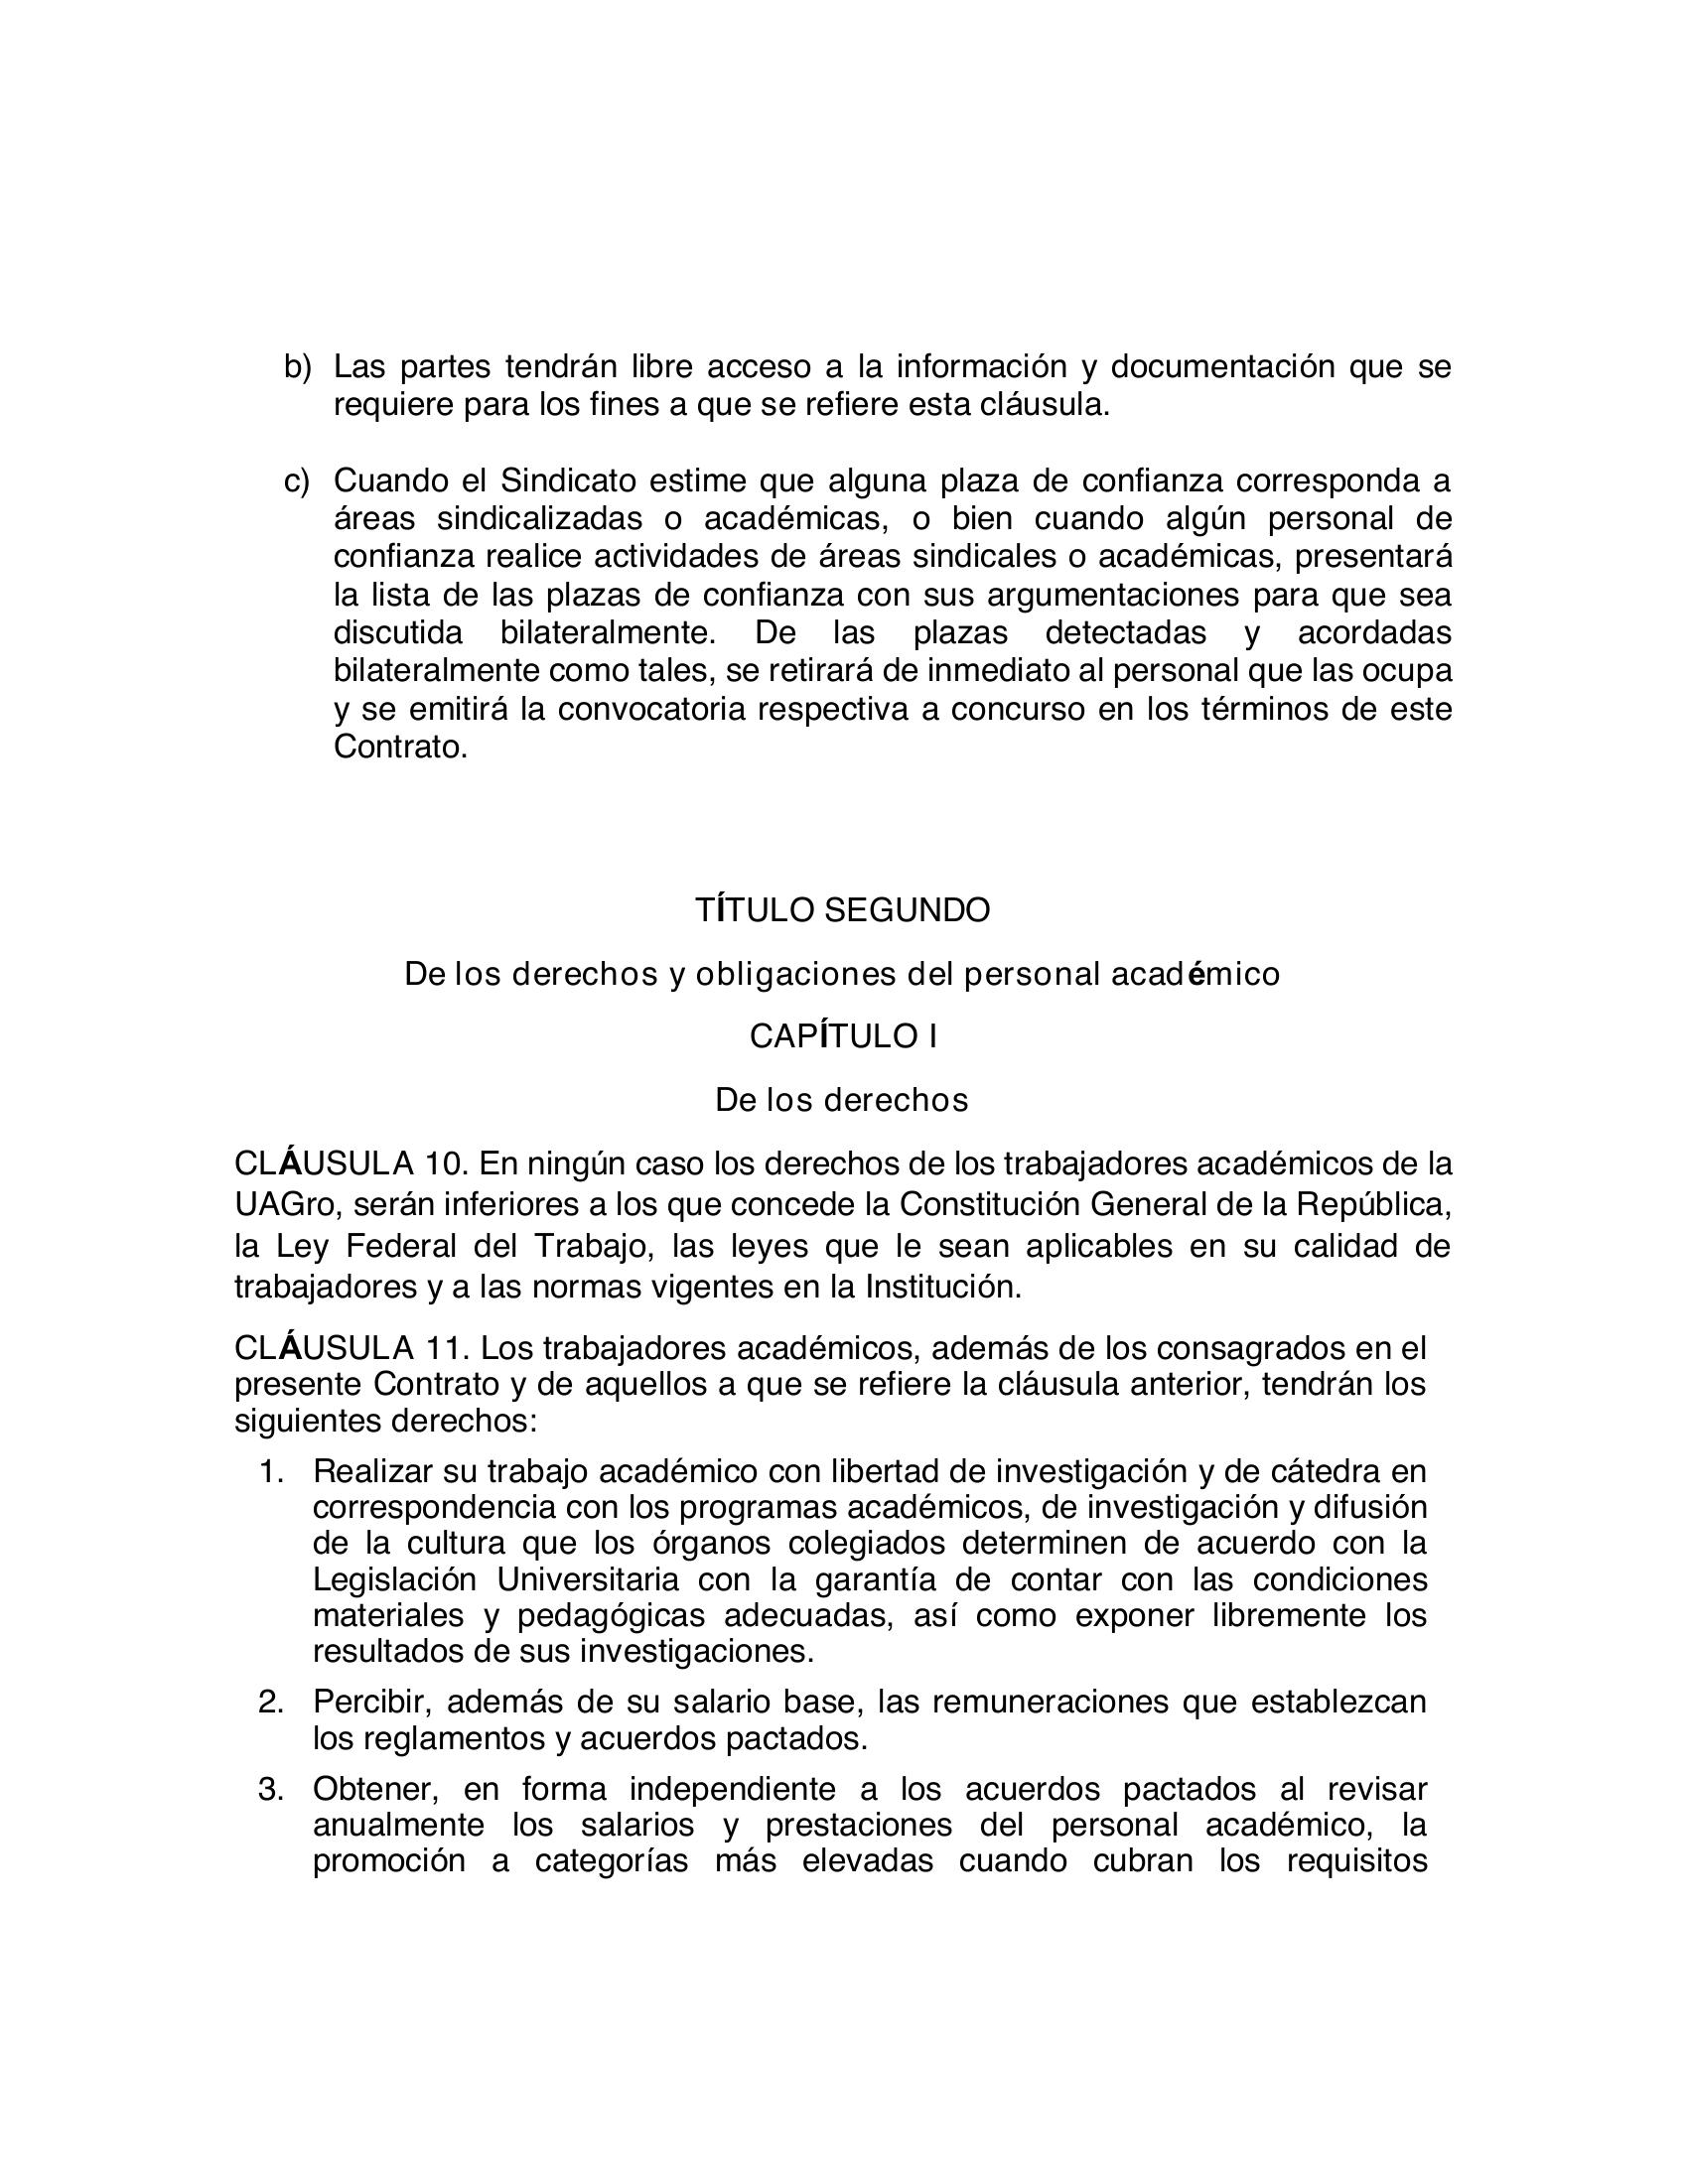 b) Las partes tendrán libre acceso a la información y documentación que se
requiere para los fines a que se refiere esta cláusula.
c) Cuando el Sindicato estime que alguna plaza de confianza corresponda a
áreas sindicalizadas o académicas, o bien cuando algún personal de
confianza realice actividades de áreas sindicales o académicas, presentará
la lista de las plazas de confianza con sus argumentaciones para que sea
discutida bilateralmente. De las plazas detectadas y acordadas
bilateralmente como tales, se retirará de inmediato al personal que las ocupa
y se emitirá la convocatoria respectiva a concurso en los términos de este
Contrato.
TÍTULO SEGUNDO
De los derechos y obligaciones del personal académico
CAPÍTULO I
De los derechos
CLÁUSULA 10. En ningún caso los derechos de los trabajadores académicos de la
UAGro, serán inferiores a los que concede la Constitución General de la República,
la Ley Federal del Trabajo, las leyes que le sean aplicables en su calidad de
trabajadores y a las normas vigentes en la Institución.
CLÁUSULA 11. Los trabajadores académicos, además de los consagrados en el
presente Contrato y de aquellos a que se refiere la cláusula anterior, tendrán los
siguientes derechos:
1. Realizar su trabajo académico con libertad de investigación y de cátedra en
correspondencia con los programas académicos, de investigación y difusión
de la cultura que los órganos colegiados determinen de acuerdo con la
Legislación Universitaria con la garantía de contar con las condiciones
materiales y pedagógicas adecuadas, así como exponer libremente los
resultados de sus investigaciones.
2. Percibir, además de su salario base, las remuneraciones que establezcan
los reglamentos y acuerdos pactados.
3. Obtener, en forma independiente a los acuerdos pactados al revisar
anualmente los salarios y prestaciones del personal académico, la
promoción a categorías más elevadas cuando cubran los requisitos